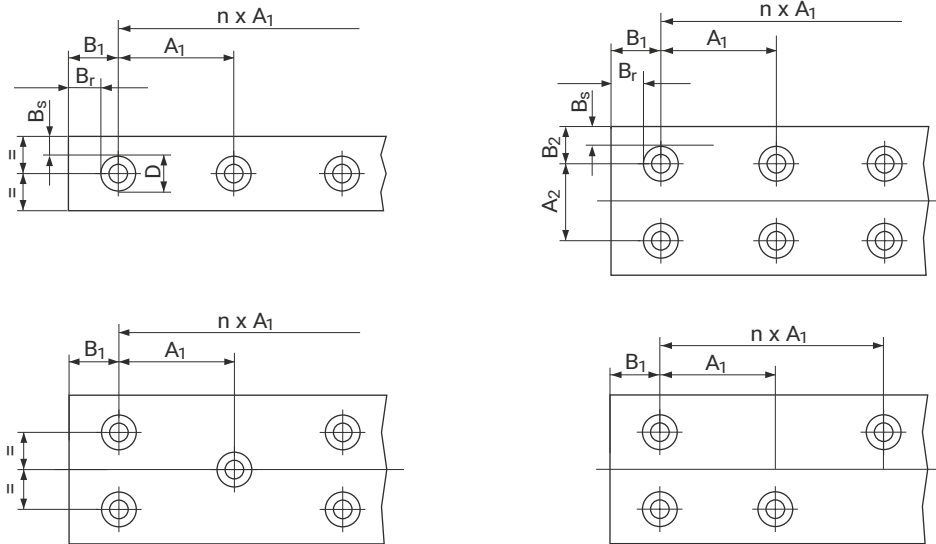 n x A₁
B₁ A₁
Bᵣ
Bₛ
=
=
D
n x A₁
B₁ A₁
Bᵣ
Bₛ
B₂
A₂
n x A₁
B₁ A₁
=
=
n x A₁
B₁ A₁